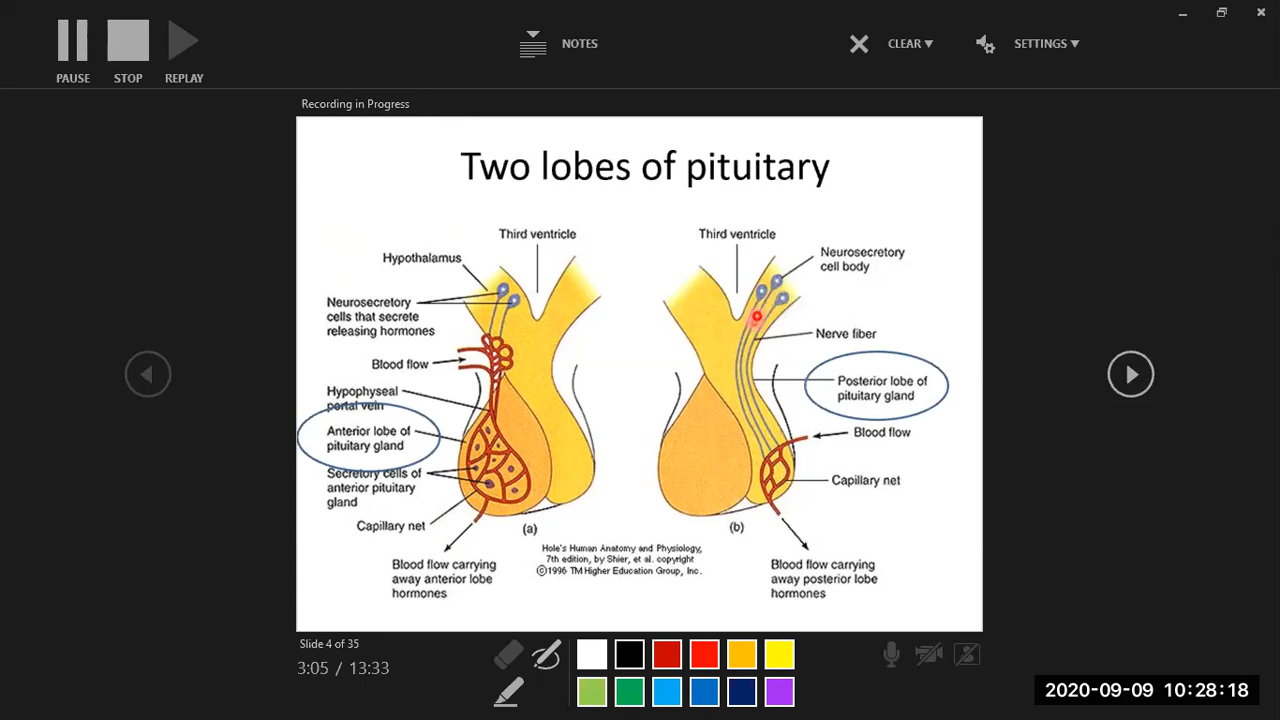 PAUSE
STOP
REPLAY
NOTES
CLEAR
SETTINGS
Recording in Progress
Two lobes of pituitary
Third ventricle
Hypothalamus
Neurosecretory
cells that secrete
releasing hormones
Blood flow
Hypophyseal
portal vein
Anterior lobe of
pituitary gland
Secretory cells of
anterior pituitary
gland
Capillary net
(a)
Blood flow carrying
away anterior lobe
hormones
Third ventricle
Neurosecretory
cell body
Nerve fiber
Posterior lobe of
pituitary gland
Blood flow
Capillary net
(b)
Blood flow carrying
away posterior lobe
hormones
Hole's Human Anatomy and Physiology,
7th edition, by Shier, et al. copyright
©1996 TM Higher Education Group, Inc.
Slide 4 of 35
3:05 / 13:33
2020-09-09 10:28:18